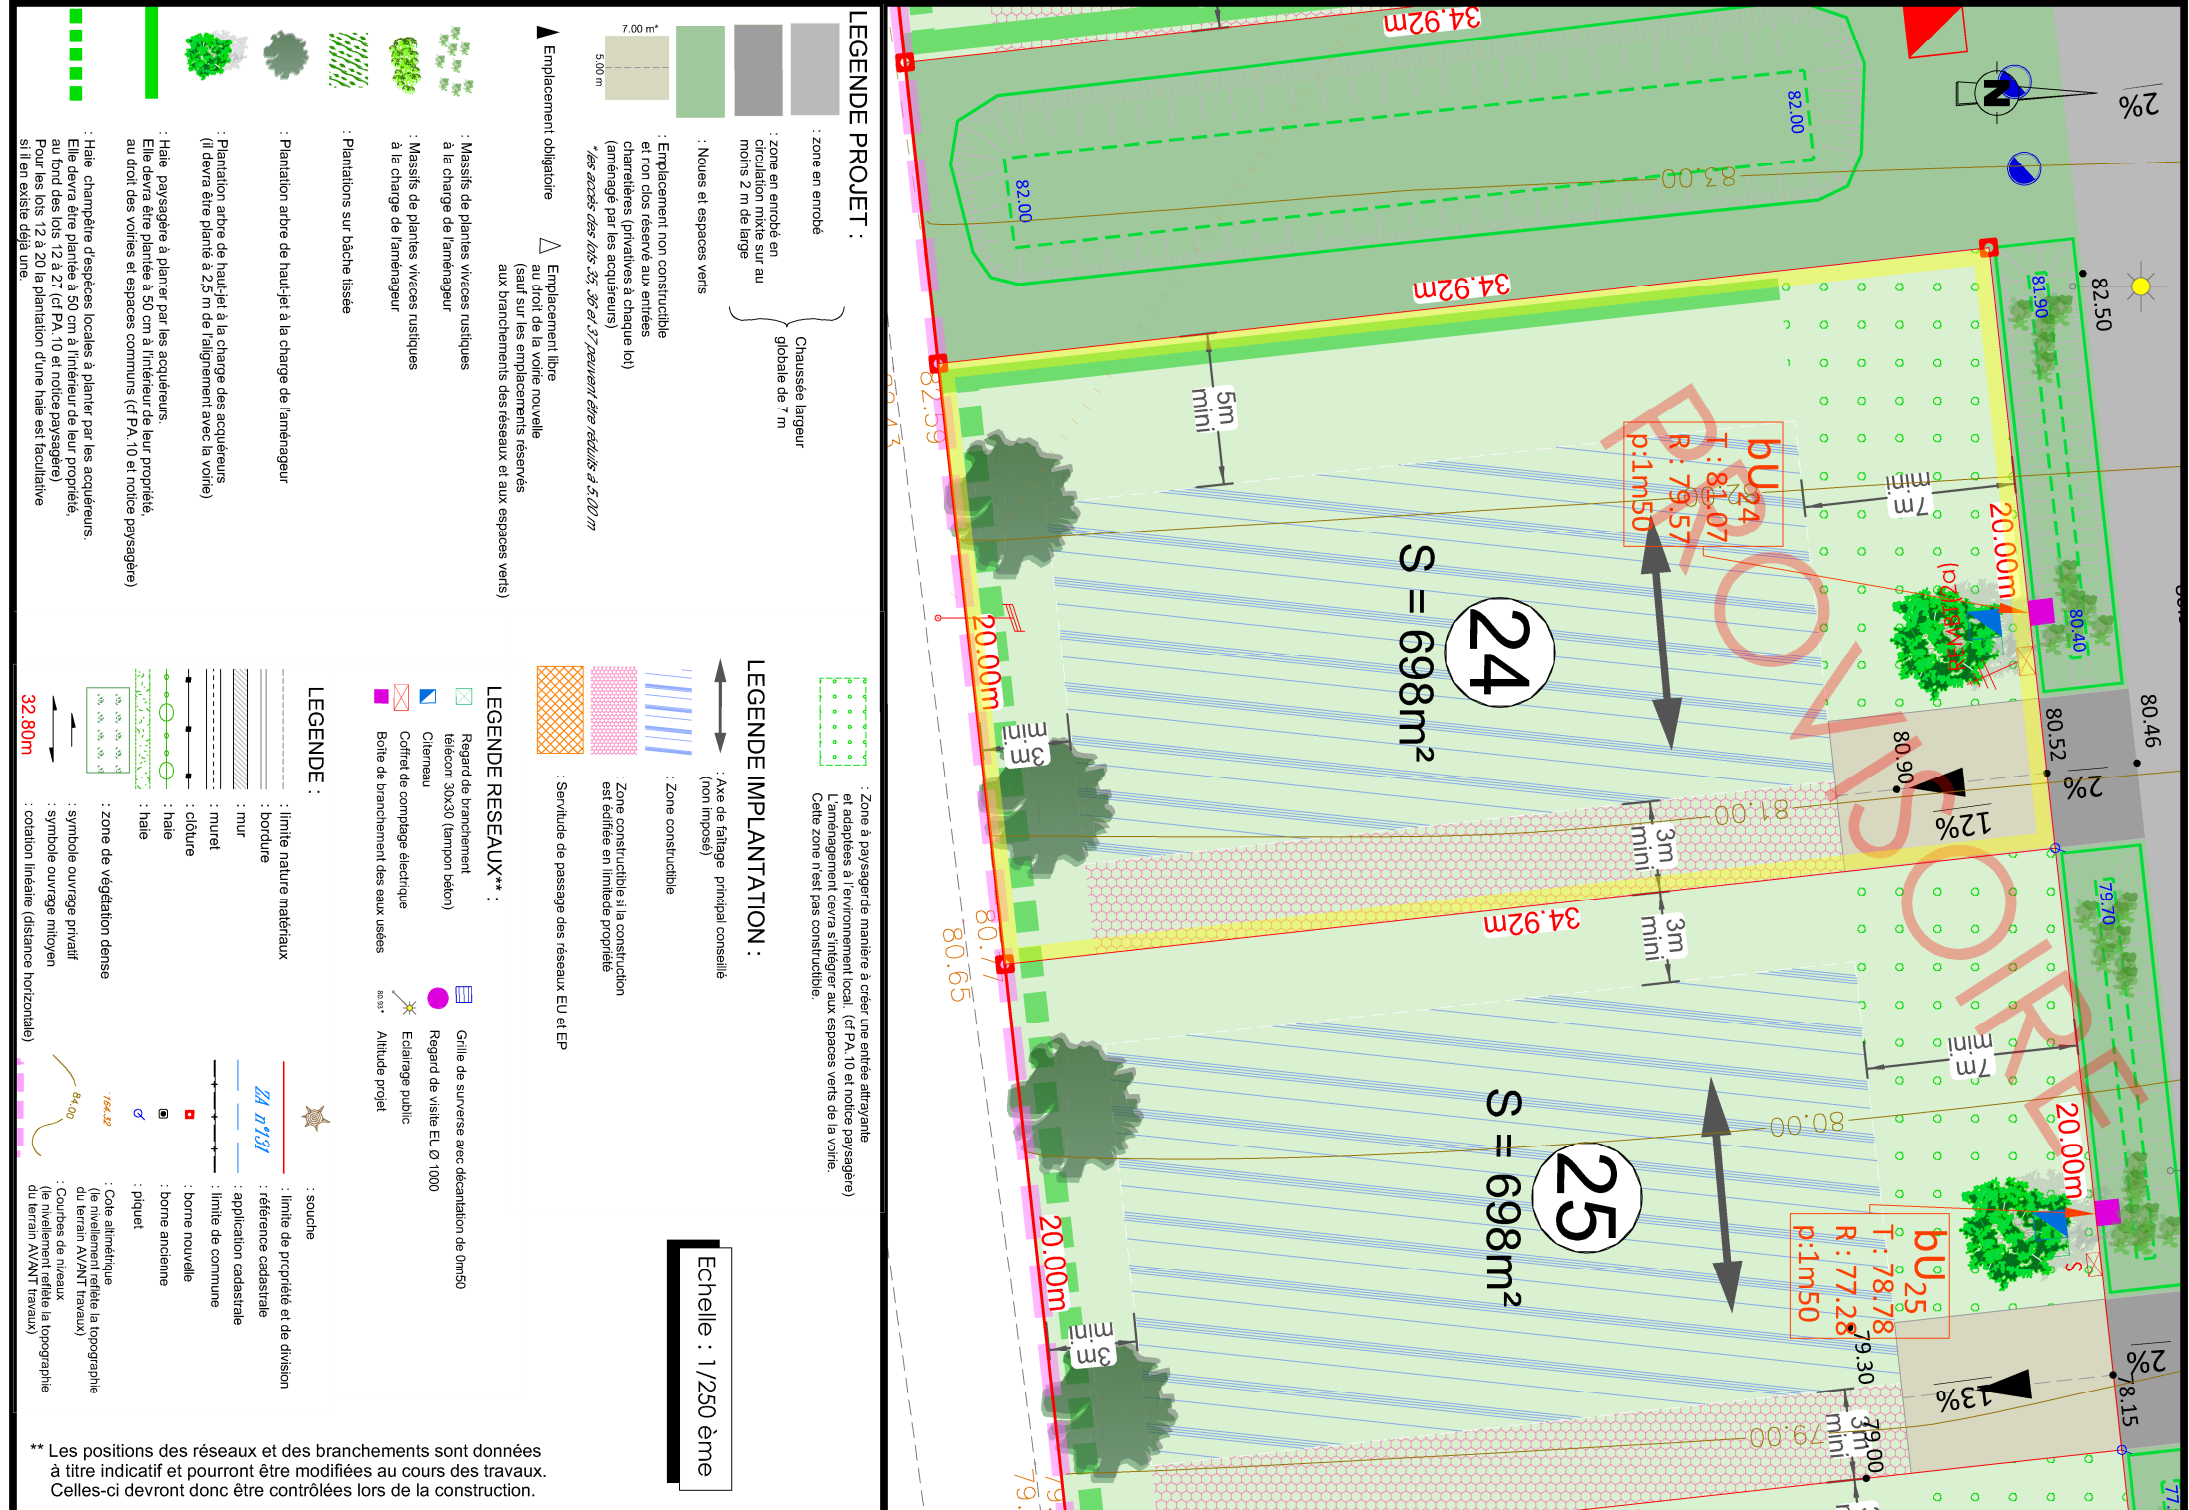 LEGENDE PROJET :
: zone en enrobé
: zone en enrobé en
circulation mixte sur au
moins 2 m de large
Chaussée largeur
globale de 7 m
: Noues et espaces verts
7.00 m*
5.00 m
: Emplacement non constructible
et non clos réservé aux entrées
charretières (privatives à chaque lot)
(aménagé par les acquéreurs)
*les accès des lots 35, 36 et 37 peuvent être réduits à 5.00 m
Emplacement obligatoire
Emplacement libre
au droit de la voirie nouvelle
(sauf sur les emplacements réservés
aux branchements des réseaux et aux espaces verts)
: Massifs de plantes vivaces rustiques
à la charge de l'aménageur
: Massifs de plantes vivaces rustiques
à la charge de l'aménageur
: Plantations sur bâche tissée
: Plantation arbre de haut-jet à la charge de l'aménageur
: Plantation arbre de haut-jet à la charge des acquéreurs
(il devra être planté à 2,5 m de l'alignement avec la voirie)
: Haie paysagère à planter par les acquéreurs.
Elle devra être plantée à 50 cm à l'intérieur de leur propriété,
au droit des voiries et espaces communs (cf PA.10 et notice paysagère)
: Haie champêtre d'espèces locales à planter par les acquéreurs.
Elle devra être plantée à 50 cm à l'intérieur de leur propriété,
au fond des lots 12 à 27 (cf PA.10 et notice paysagère)
Pour les lots 12 à 20 la plantation d'une haie est facultative
si il en existe déjà une.
: Zone à paysager de manière à créer une entrée attrayante
et adaptées à l'environnement local. (cf PA.10 et notice paysagère)
L'aménagement devra s'intégrer aux espaces verts de la voirie.
Cette zone n'est pas constructible.
LEGENDE IMPLANTATION :
: Axe de faîtage principal conseillé
(non imposé)
: Zone constructible
: Zone constructible si la construction
est édifiée en limite de propriété
: Servitude de passage des réseaux EU et EP
LEGENDE RESEAUX** :
Regard de branchement
télécom 30x30 (tampon béton)
Citerneau
Coffret de comptage électrique
Boîte de branchement des eaux usées
Grille de surverse avec décantation de 0m50
Regard de visite EU Ø 1000
Eclairage public
80.93*
Altitude projet
LEGENDE :
: limite nature matériaux
: bordure
: mur
: muret
: clôture
: haie
: haie
: zone de végétation dense
: symbole ouvrage privatif
: symbole ouvrage mitoyen
32.80m
: cotation linéaire (distance horizontale)
: souche
: limite de propriété et de division
ZA n°131
: référence cadastrale
: application cadastrale
: limite de commune
: borne nouvelle
: borne ancienne
: piquet
164.32
: Cote altimétrique
(le nivellement reflète la topographie
du terrain AVANT travaux)
84.00
: Courbes de niveaux
(le nivellement reflète la topographie
du terrain AVANT travaux)
Echelle : 1/250 ème
** Les positions des réseaux et des branchements sont données
à titre indicatif et pourront être modifiées au cours des travaux.
Celles-ci devront donc être contrôlées lors de la construction.
34.92m
N
2%
82.00
82.00
83.00
34.92m
81.90
82.50
5m
mini
bU24
T : 81.07
R : 79.57
p:1m50
7m
mini
20.00m
PROVISOIRE
24
S = 698m²
80.40
20.00m
3m
mini
80.52
80.46
80.90
2%
12%
81.00
3m
mini
34.92m
3m
mini
82.59
80.77
80.65
79.70
7m
mini
80.00
20.00m
25
S = 698m²
bU25
T : 78.78
R : 77.28
p:1m50
20.00m
3m
mini
79.30
2%
13%
78.15
79.00
3m
mini
79.00